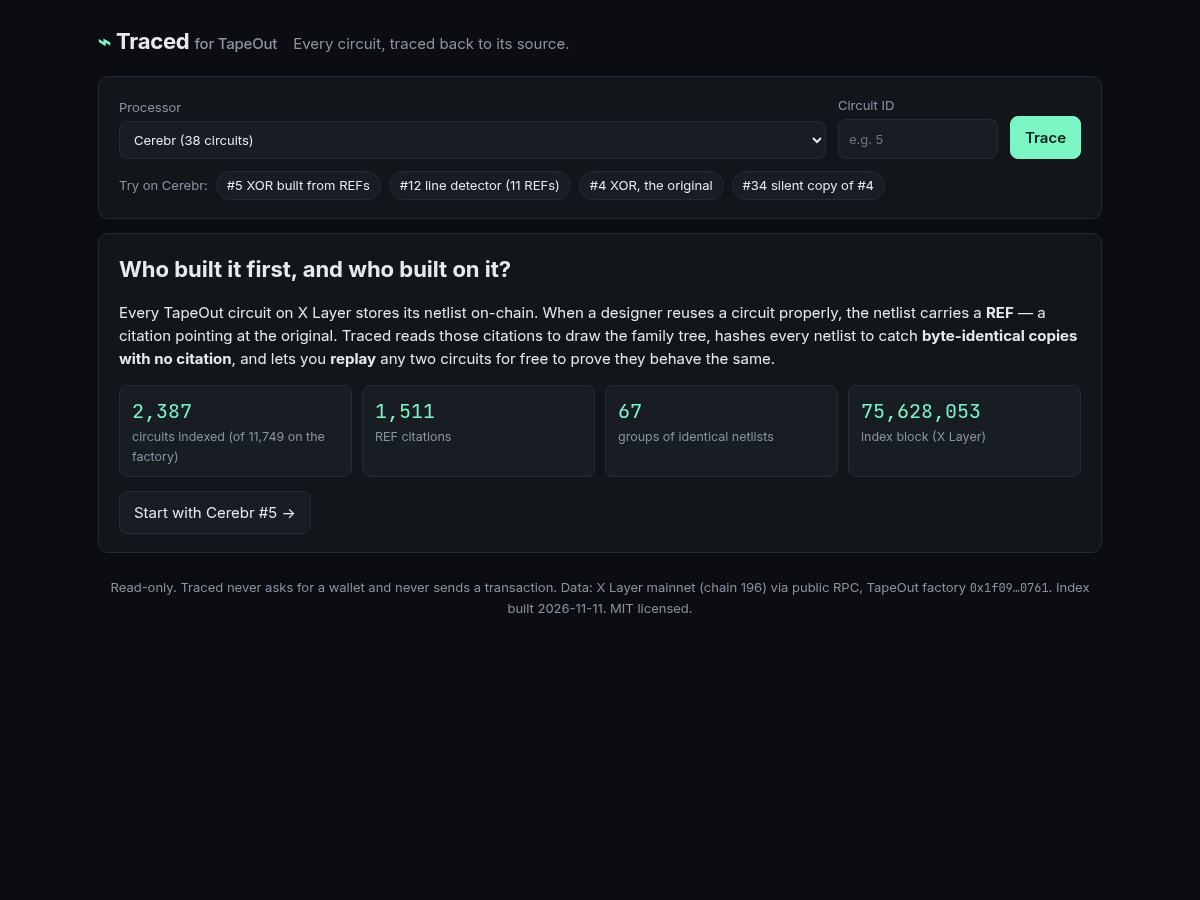 Traced for TapeOut Every circuit, traced back to its source.
Processor
Circuit ID
Cerebr (38 circuits)
e.g. 5
Trace
Try on Cerebr: #5 XOR built from REFs #12 line detector (11 REFs) #4 XOR, the original #34 silent copy of #4
Who built it first, and who built on it?
Every TapeOut circuit on X Layer stores its netlist on-chain. When a designer reuses a circuit properly, the netlist carries a REF — a
citation pointing at the original. Traced reads those citations to draw the family tree, hashes every netlist to catch byte-identical copies
with no citation, and lets you replay any two circuits for free to prove they behave the same.
2,387
circuits indexed (of 11,749 on the
factory)
1,511
REF citations
67
groups of identical netlists
75,628,053
index block (X Layer)
Start with Cerebr #5 →
Read-only. Traced never asks for a wallet and never sends a transaction. Data: X Layer mainnet (chain 196) via public RPC, TapeOut factory 0x1f09…0761. Index
built 2026-11-11. MIT licensed.